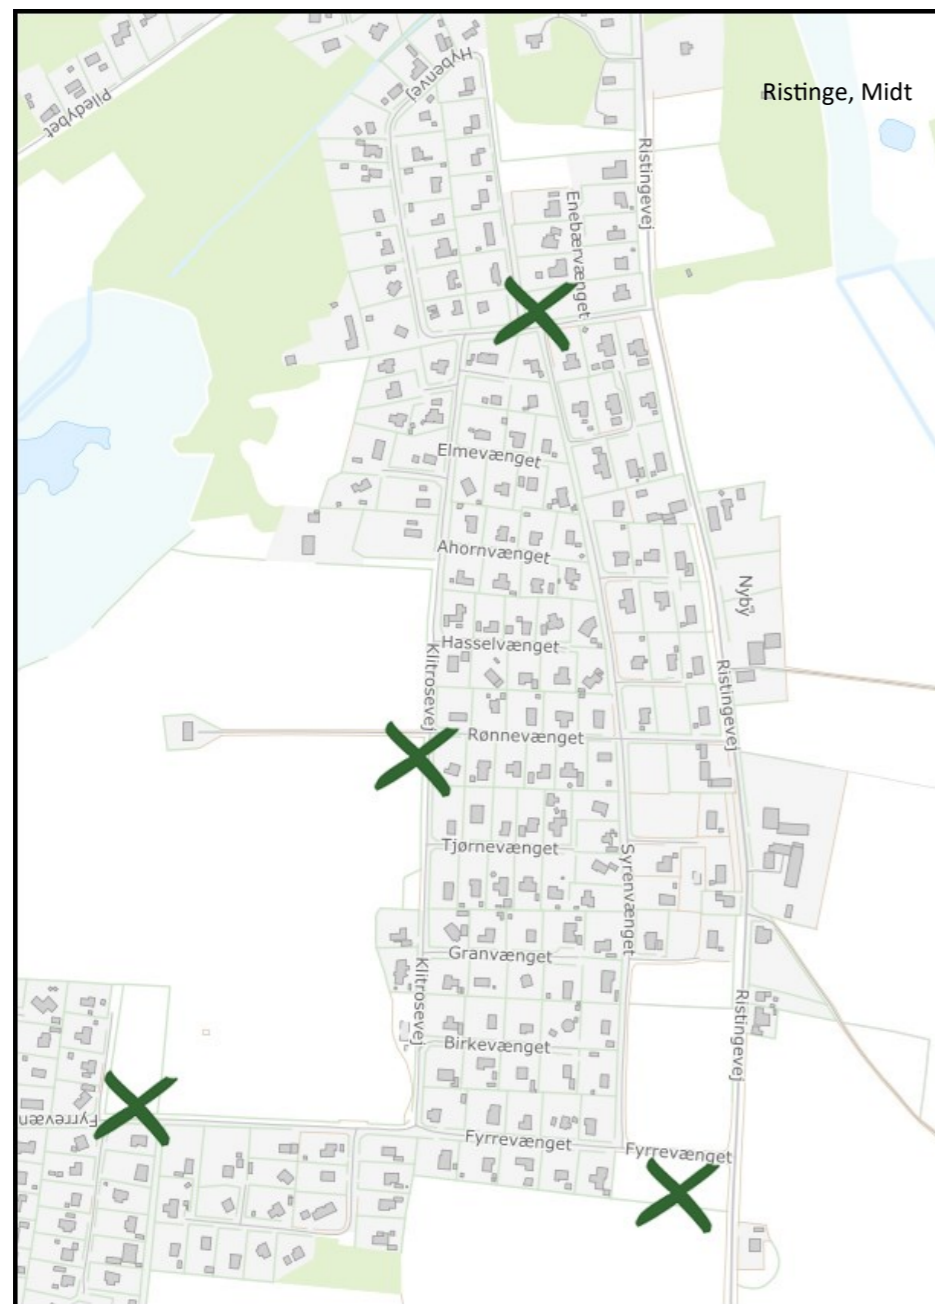 Hybenvej
Piledybet
Ristinge, Midt
Ristingevej
Enebærvænget
Elmevænget
Ahornvænget
Nyby
Hasselvænget
Klitrosevej
Ristingevej
Rønnevænget
Tjørnevænget
Syrenvænget
Granvænget
Klitrosevej
Ristingevej
Birkevænget
Fyrrevæn
Fyrrevænget
Fyrrevænget